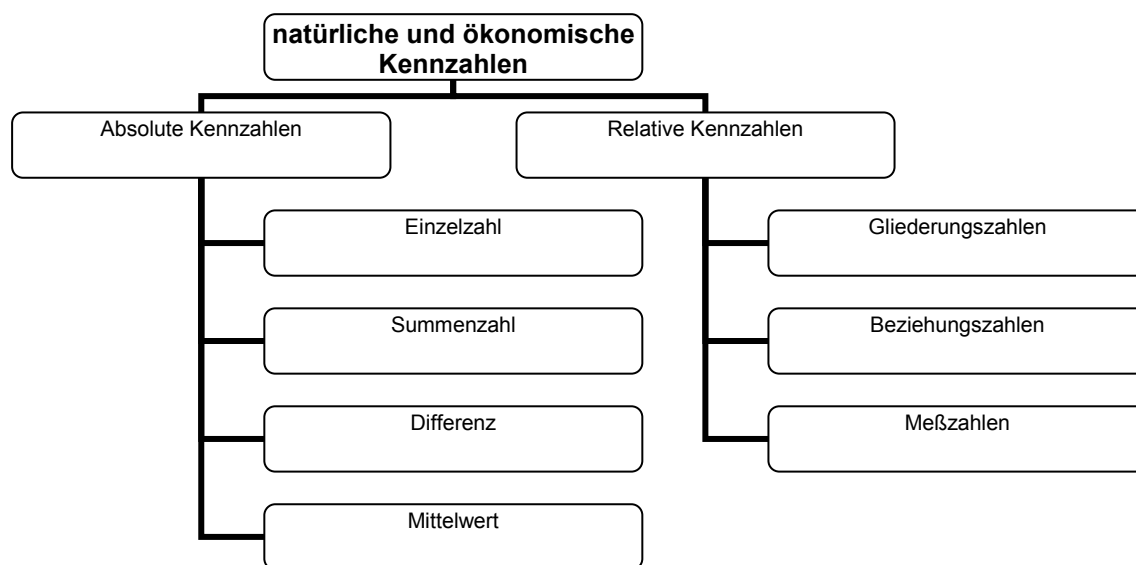 natürliche und ökonomische
Kennzahlen
Absolute Kennzahlen
Relative Kennzahlen
Einzelzahl
Gliederungszahlen
Summenzahl
Beziehungszahlen
Differenz
Meßzahlen
Mittelwert